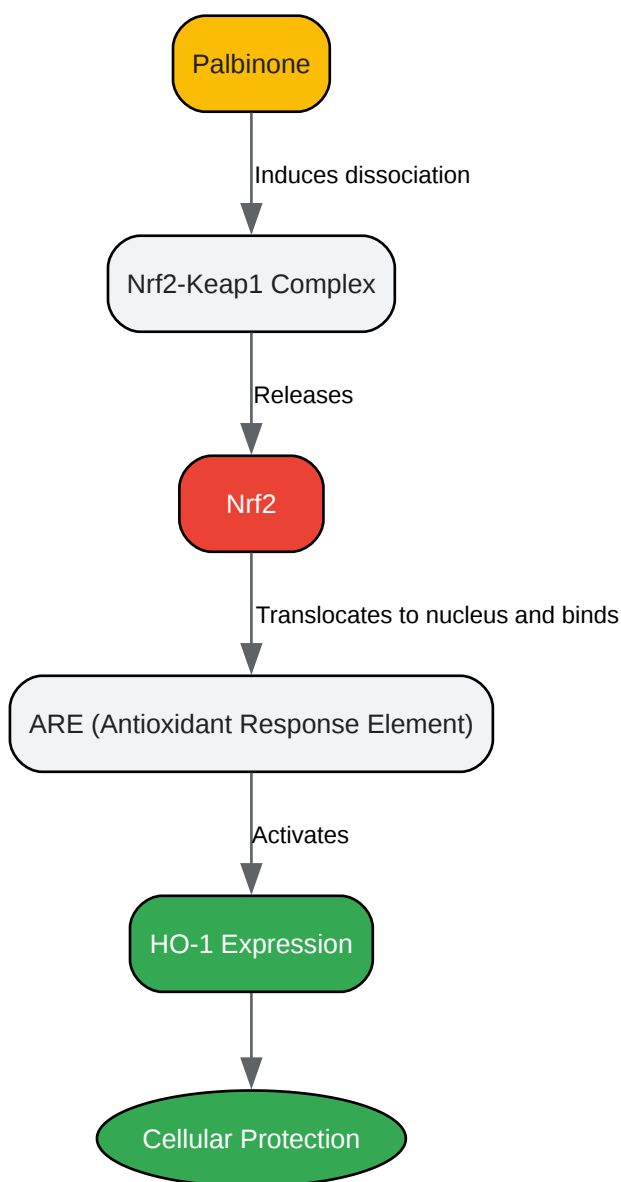 Palbinone
Induces dissociation
Nrf2-Keap1 Complex
Releases
Nrf2
Translocates to nucleus and binds
ARE (Antioxidant Response Element)
Activates
HO-1 Expression
Cellular Protection